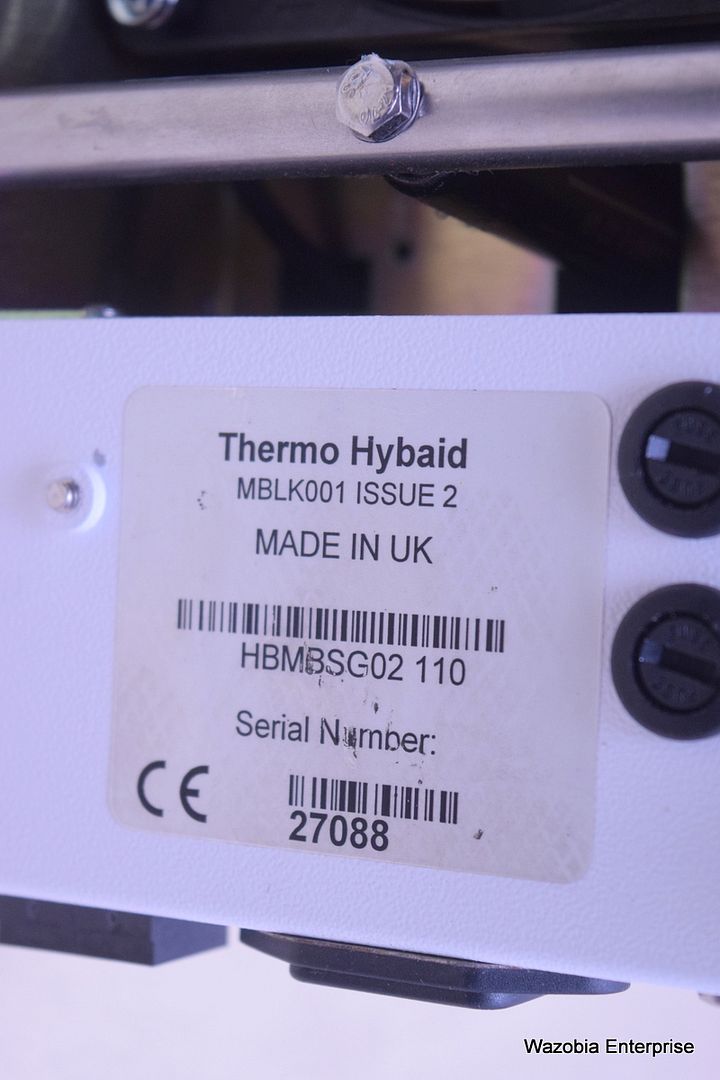 Thermo Hybaid
MBLK001 ISSUE 2
MADE IN UK
HBMBSG02 110
Serial Number:
CE
27088
Wazobia Enterprise